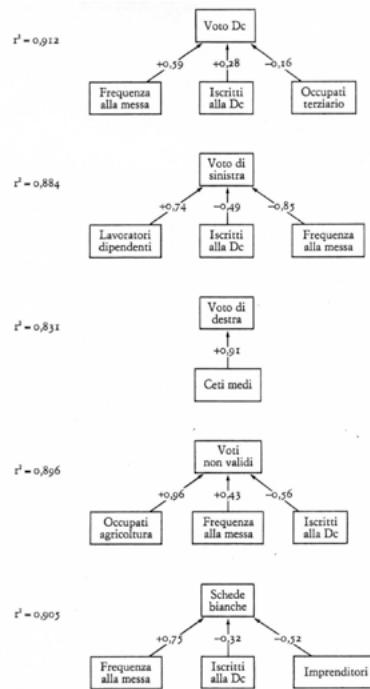 Voto Dc
r² = 0,912
+0,59 +0,28 −0,16
Frequenza
alla messa
Iscritti
alla Dc
Occupati
terziario
Voto di
sinistra
r² = 0,884
+0,74 −0,49 −0,85
Lavoratori
dipendenti
Iscritti
alla Dc
Frequenza
alla messa
Voto di
destra
r² = 0,831
+0,91
Ceti medi
Voti
non validi
r² = 0,896
+0,96 +0,43 −0,56
Occupati
agricoltura
Frequenza
alla messa
Iscritti
alla Dc
Schede
bianche
r² = 0,905
+0,75 −0,32 −0,52
Frequenza
alla messa
Iscritti
alla Dc
Imprenditori